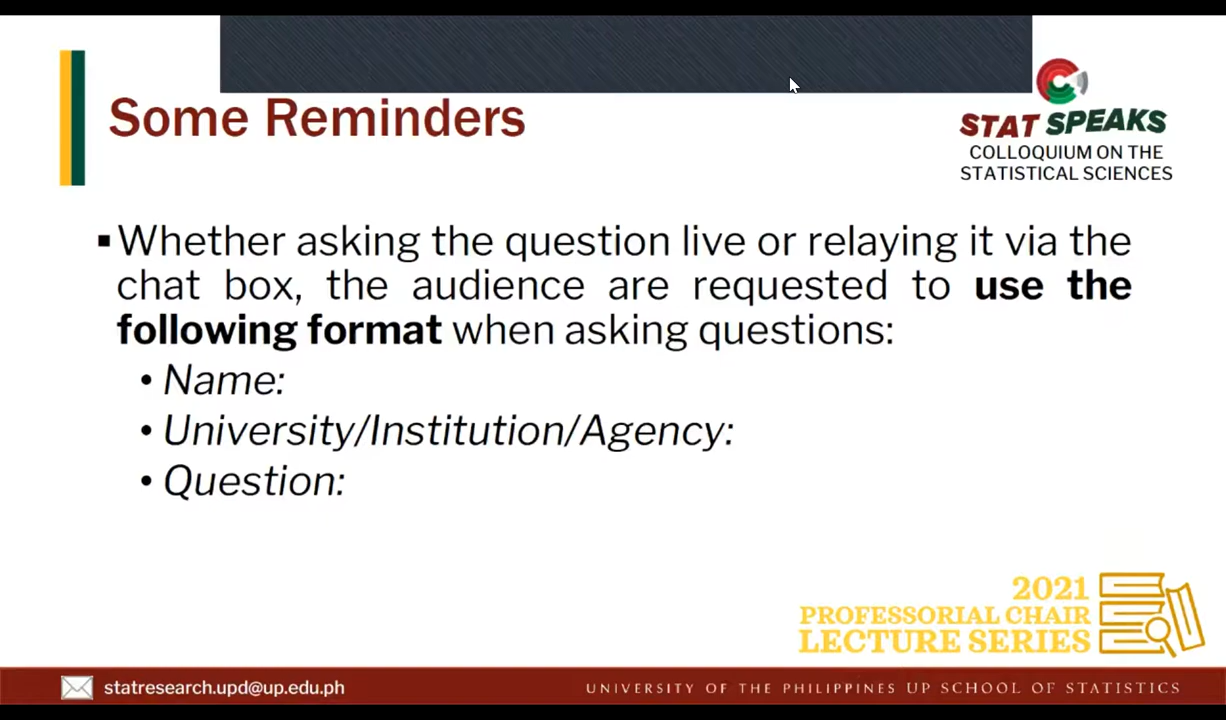 Some Reminders
STAT SPEAKS
COLLOQUIUM ON THE
STATISTICAL SCIENCES
▪Whether asking the question live or relaying it via the
chat box, the audience are requested to use the
following format when asking questions:
• Name:
• University/Institution/Agency:
• Question:
2021
PROFESSORIAL CHAIR
LECTURE SERIES
statresearch.upd@up.edu.ph
UNIVERSITY OF THE PHILIPPINES UP SCHOOL OF STATISTICS